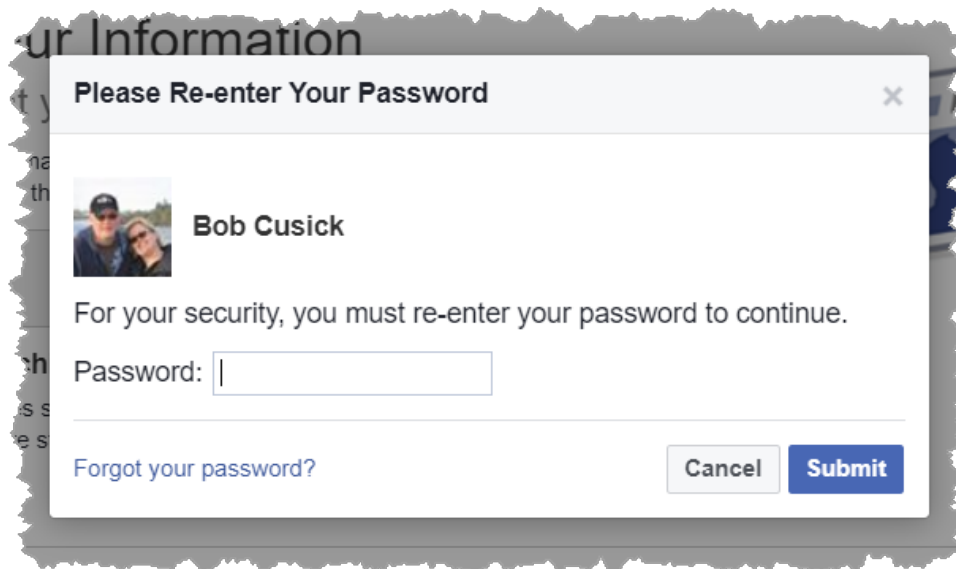 ur Information
Please Re-enter Your Password
Bob Cusick
For your security, you must re-enter your password to continue.
Password:
Forgot your password?
Cancel
Submit